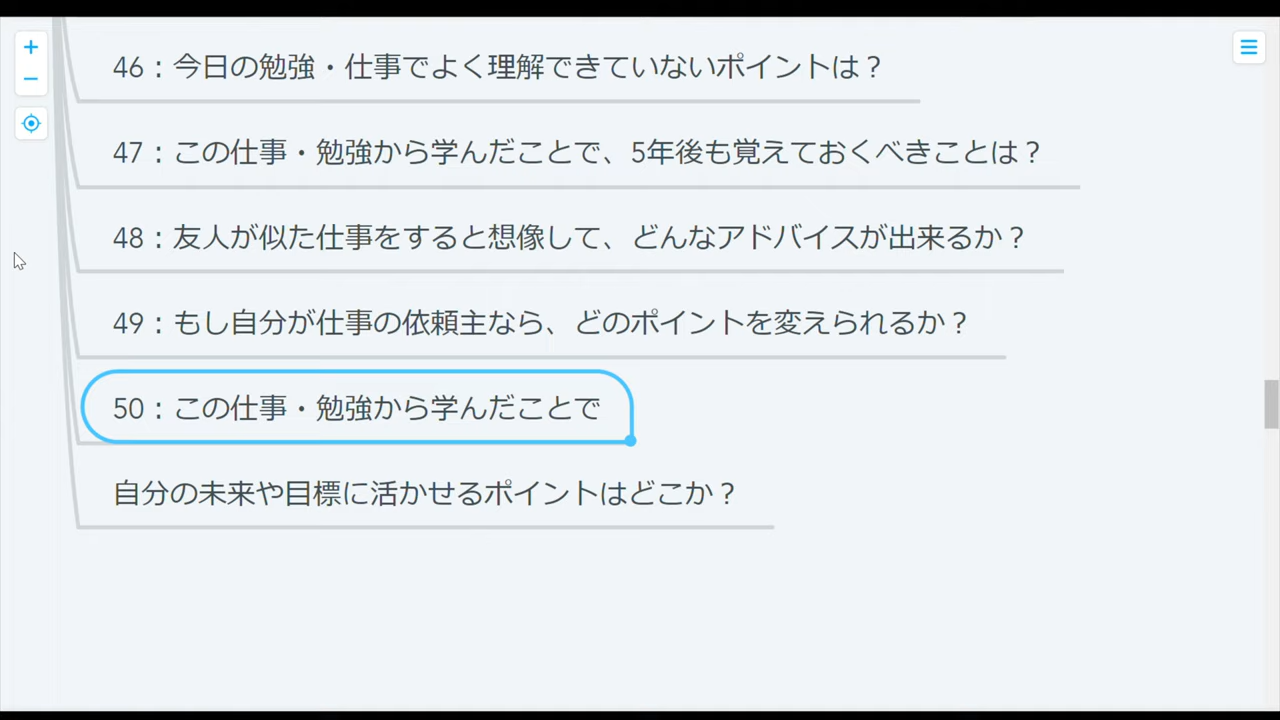 46：今日の勉強・仕事でよく理解できていないポイントは？
47：この仕事・勉強から学んだことで、5年後も覚えておくべきことは？
48：友人が似た仕事をすると想像して、どんなアドバイスが出来るか？
49：もし自分が仕事の依頼主なら、どのポイントを変えられるか？
50：この仕事・勉強から学んだことで
自分の未来や目標に活かせるポイントはどこか？